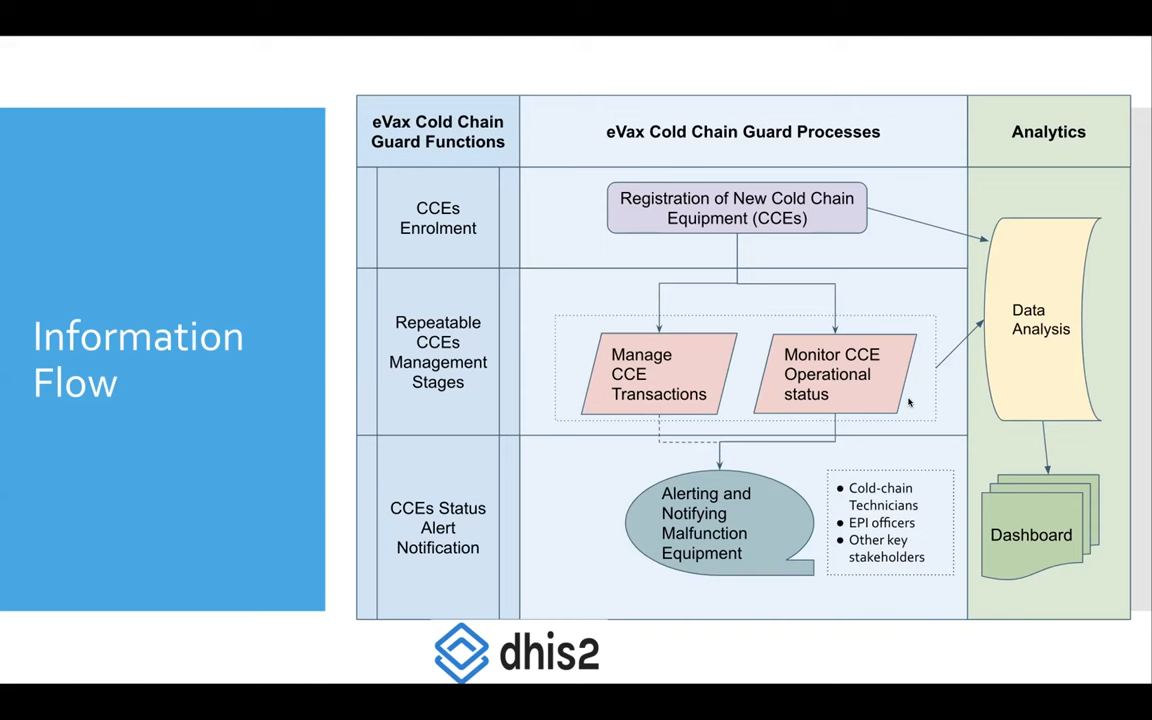 Information
Flow
eVax Cold Chain
Guard Functions
eVax Cold Chain Guard Processes
Analytics
CCEs
Enrolment
Registration of New Cold Chain
Equipment (CCEs)
Repeatable
CCEs
Management
Stages
Manage
CCE
Transactions
Monitor CCE
Operational
status
Data
Analysis
CCEs Status
Alert
Notification
Alerting and
Notifying
Malfunction
Equipment
● Cold-chain
Technicians
● EPI officers
● Other key
stakeholders
Dashboard
dhis2